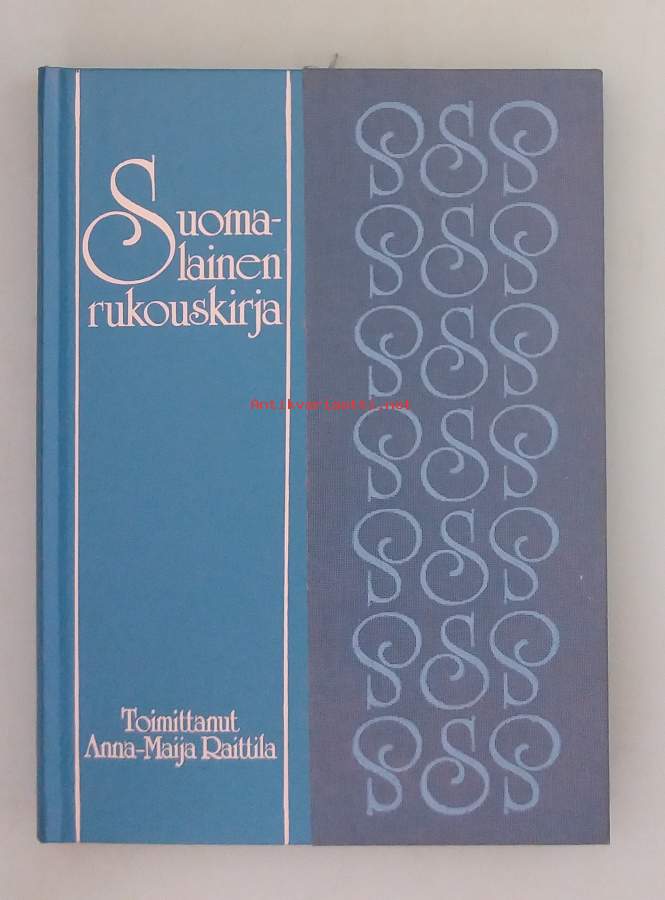 Suoma-
lainen
rukouskirja
Antikvariaatti.net
Toimittanut
Anna-Maija Raittila